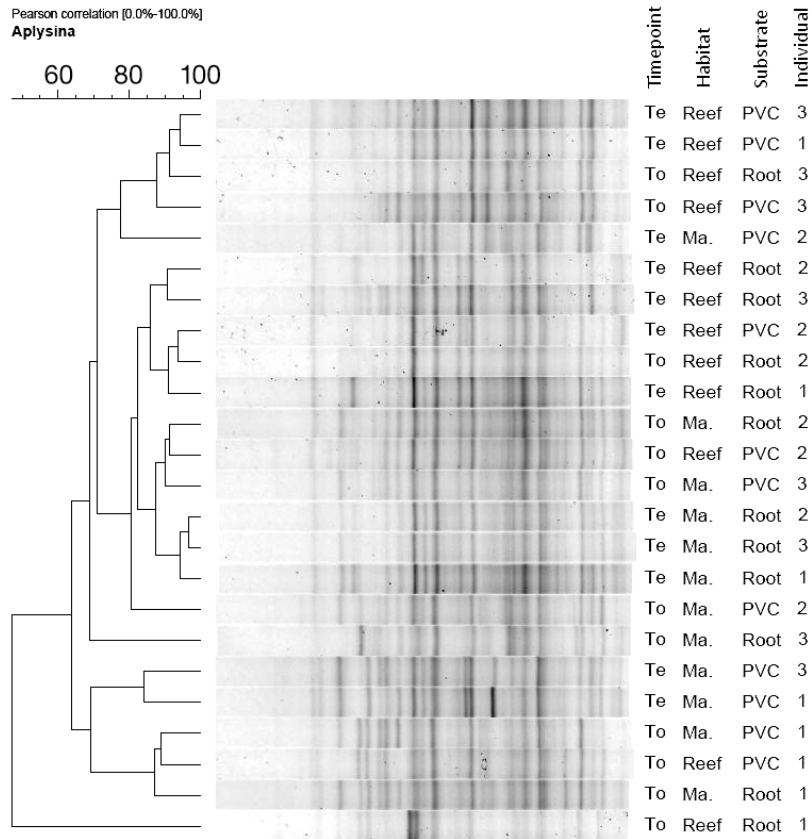 Pearson correlation [0.0%-100.0%]
Aplysina
60 80 100
Timepoint Habitat Substrate Individual
Te Reef PVC 3
Te Reef PVC 1
To Reef Root 3
To Reef PVC 3
Te Ma. PVC 2
Te Reef Root 2
Te Reef Root 3
Te Reef PVC 2
To Reef Root 2
Te Reef Root 1
To Ma. Root 2
To Reef PVC 2
To Ma. PVC 3
Te Ma. Root 2
Te Ma. Root 3
Te Ma. Root 1
To Ma. PVC 2
To Ma. Root 3
Te Ma. PVC 3
Te Ma. PVC 1
To Ma. PVC 1
To Reef PVC 1
To Ma. Root 1
To Reef Root 1